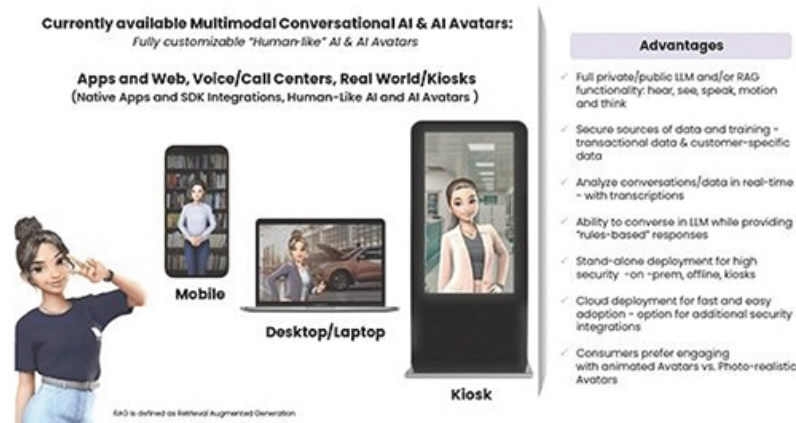 Currently available Multimodal Conversational AI & AI Avatars:
Fully customizable "Human-like" AI & AI Avatars
Apps and Web, Voice/Call Centers, Real World/Kiosks
(Native Apps and SDK Integrations, Human-Like AI and AI Avatars )
Mobile
Desktop/Laptop
Kiosk
RAG is defined as Retrieval Augmented Generation
Advantages
✓ Full private/public LLM and/or RAG
functionality: hear, see, speak, motion
and think
✓ Secure sources of data and training -
transactional data & customer-specific
data
✓ Analyze conversations/data in real-time
- with transcriptions
✓ Ability to converse in LLM while providing
"rules-based" responses
✓ Stand-alone deployment for high
security -on -prem, offline, kiosks
✓ Cloud deployment for fast and easy
adoption - option for additional security
integrations
✓ Consumers prefer engaging
with animated Avatars vs. Photo-realistic
Avatars